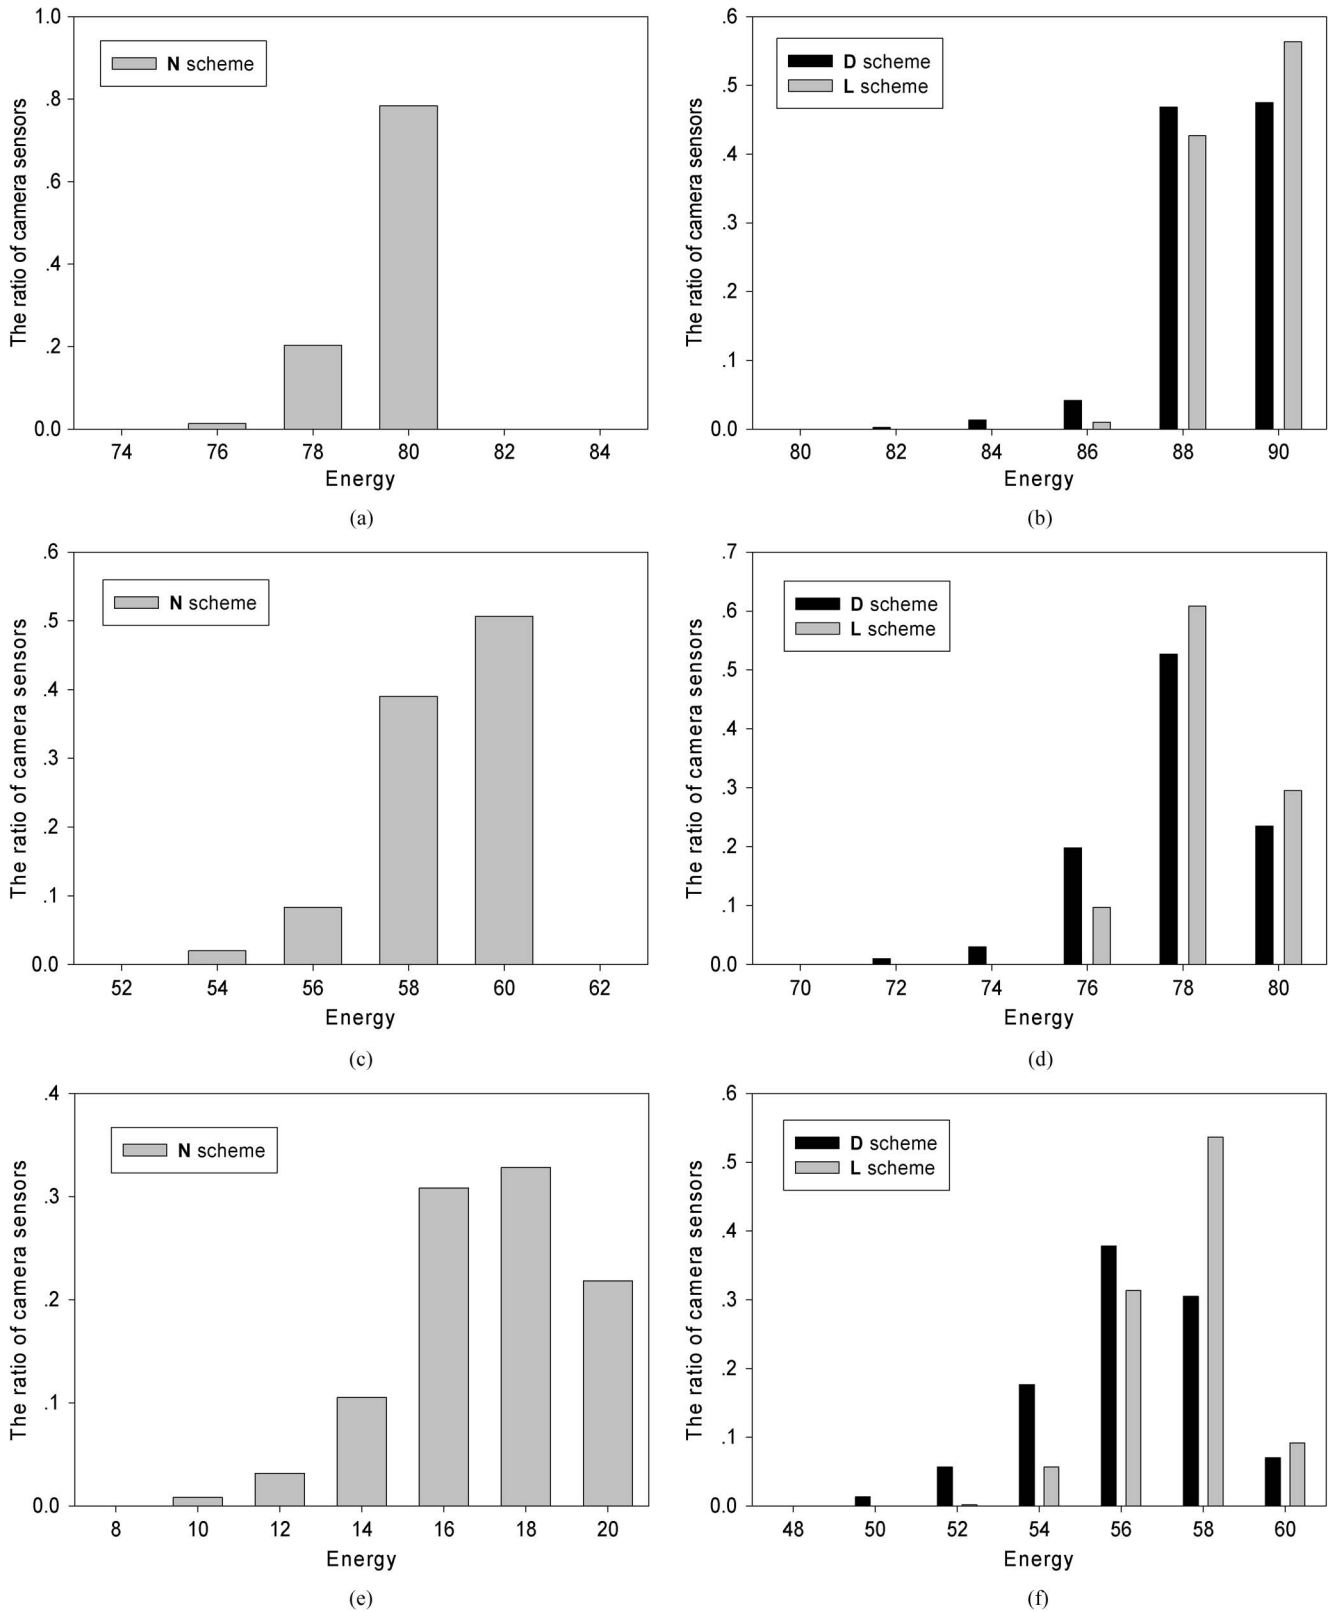 The ratio of camera sensors
1.0
.8
.6
.4
.2
0.0
N scheme
74 76 78 80 82 84
Energy
(a)
The ratio of camera sensors
.6
.5
.4
.3
.2
.1
0.0
D scheme
L scheme
80 82 84 86 88 90
Energy
(b)
The ratio of camera sensors
.6
.5
.4
.3
.2
.1
0.0
N scheme
52 54 56 58 60 62
Energy
(c)
The ratio of camera sensors
.7
.6
.5
.4
.3
.2
.1
0.0
D scheme
L scheme
70 72 74 76 78 80
Energy
(d)
The ratio of camera sensors
.4
.3
.2
.1
0.0
N scheme
8 10 12 14 16 18 20
Energy
(e)
The ratio of camera sensors
.6
.5
.4
.3
.2
.1
0.0
D scheme
L scheme
48 50 52 54 56 58 60
Energy
(f)